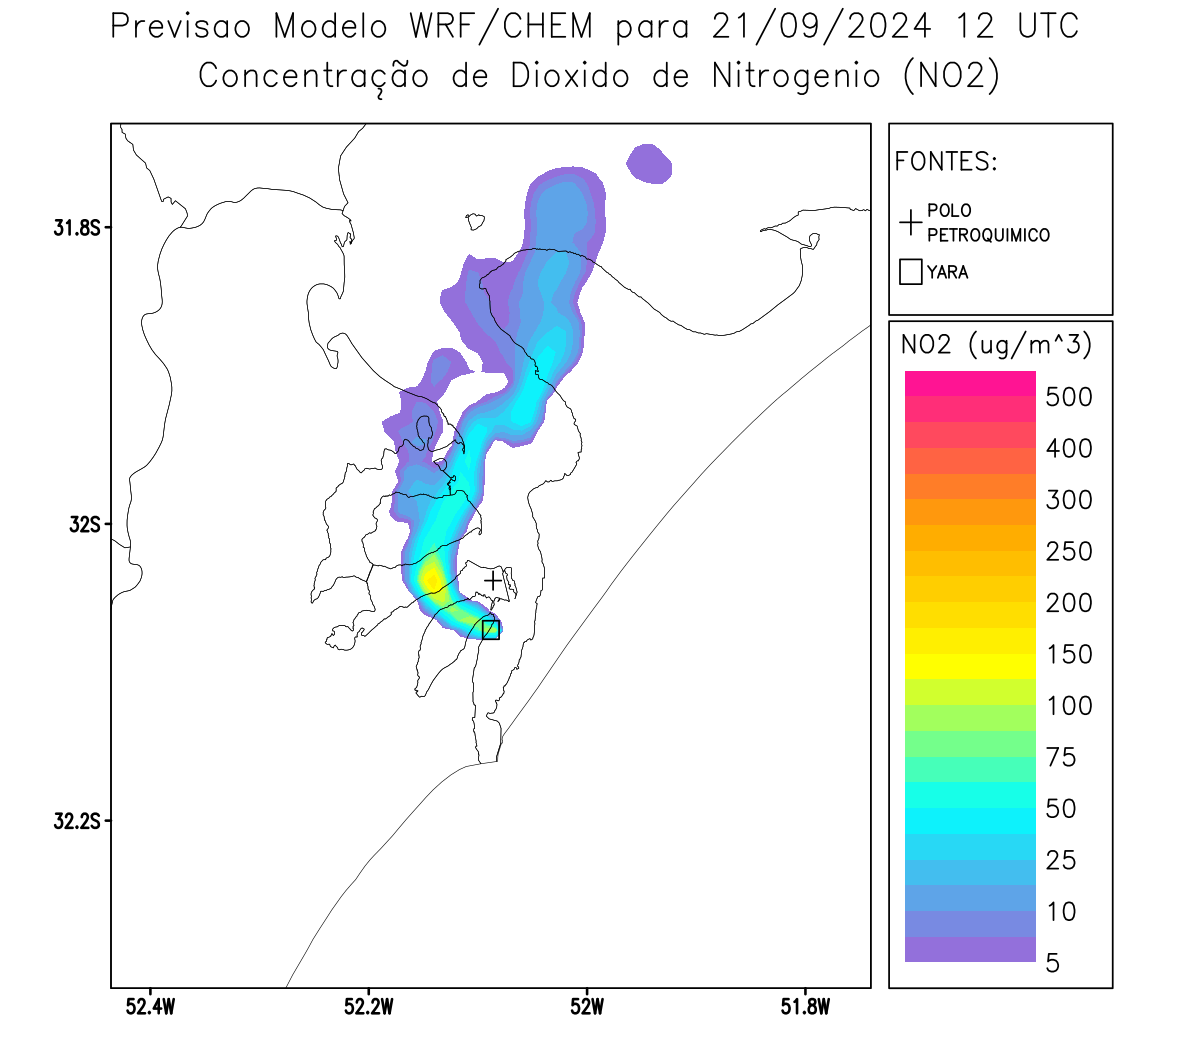 Previsao Modelo WRF/CHEM para 21/09/2024 12 UTC
Concentração de Dioxido de Nitrogenio (NO2)
FONTES:
POLO
PETROQUIMICO
YARA
31.8S
32S
32.2S
52.4W
52.2W
52W
51.8W
NO2 (ug/m^3)
500
400
300
250
200
150
100
75
50
25
10
5